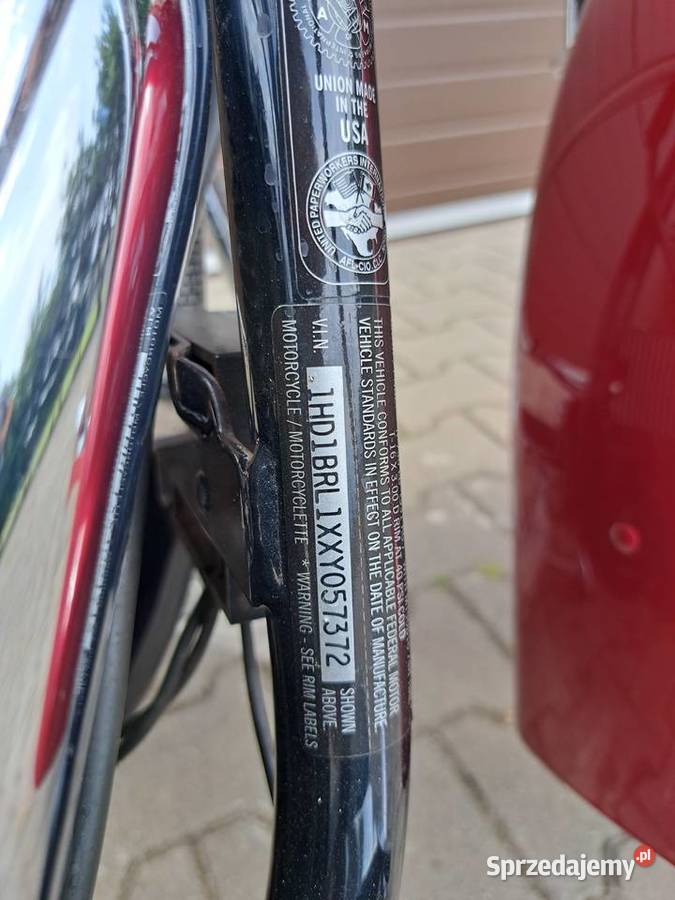 A
UNION MADE
IN THE
USA
UNITED PAPERWORKERS
AFL-CIO, CLC
THIS VEHICLE CONFORMS TO ALL APPLICABLE FEDERAL MOTOR
VEHICLE STANDARDS IN EFFECT ON THE DATE OF MANUFACTURE
V.I.N. 1HD1BRL1XXY057372 SHOWN ABOVE
MOTORCYCLE / MOTORCYCLETTE * WARNING - SEE RIM LABELS
Sprzedajemy.pl